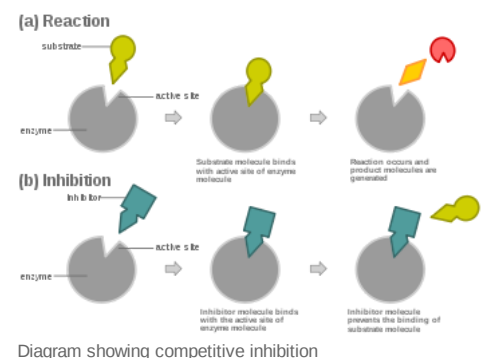 (a) Reaction
substrate
active site
enzyme
Substrate molecule binds
with active site of enzyme
molecule
Reaction occurs and
product molecules are
generated
(b) Inhibition
Inhibitor
active site
enzyme
Inhibitor molecule binds
with the active site of
enzyme molecule
Inhibitor molecule
prevents the binding of
substrate molecule
Diagram showing competitive inhibition